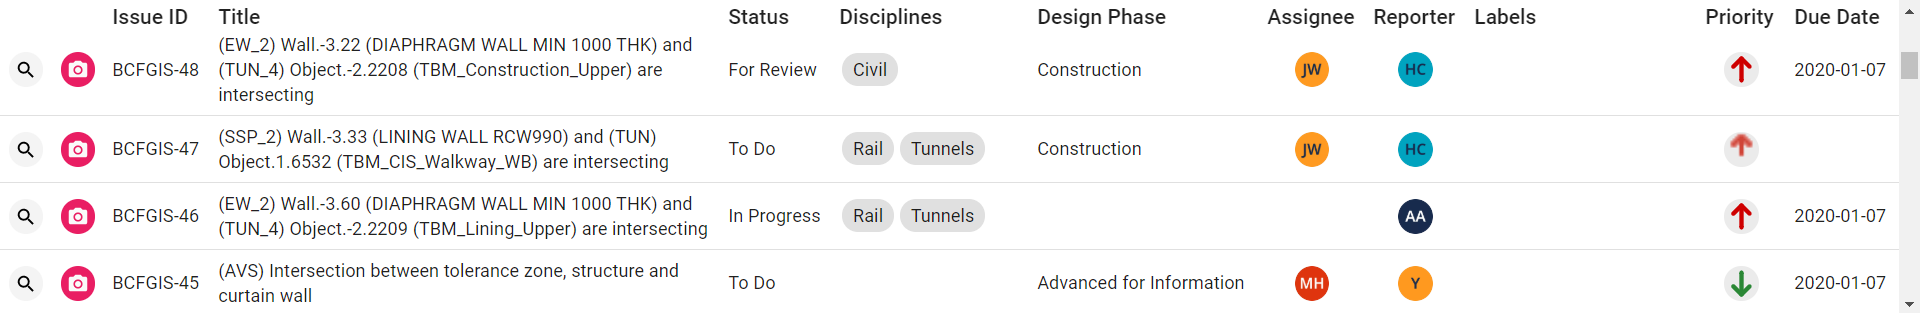 Issue ID Title Status Disciplines Design Phase Assignee Reporter Labels Priority Due Date
(EW_2) Wall.-3.22 (DIAPHRAGM WALL MIN 1000 THK) and
BCFGIS-48 (TUN_4) Object.-2.2208 (TBM_Construction_Upper) are For Review Civil Construction JW HC 2020-01-07
intersecting
(SSP_2) Wall.-3.33 (LINING WALL RCW990) and (TUN)
BCFGIS-47 To Do Rail Tunnels Construction JW HC
Object.1.6532 (TBM_CIS_Walkway_WB) are intersecting
(EW_2) Wall.-3.60 (DIAPHRAGM WALL MIN 1000 THK) and
BCFGIS-46 In Progress Rail Tunnels AA 2020-01-07
(TUN_4) Object.-2.2209 (TBM_Lining_Upper) are intersecting
(AVS) Intersection between tolerance zone, structure and
BCFGIS-45 To Do Advanced for Information MH Y 2020-01-07
curtain wall